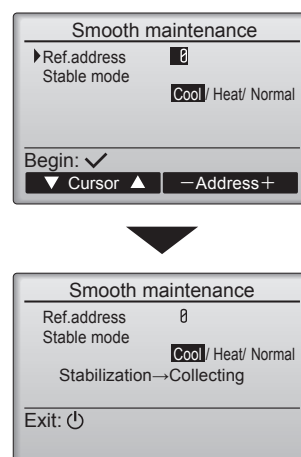 Smooth maintenance
▶Ref.address 0
Stable mode
Cool / Heat/ Normal
Begin: ✓
▼ Cursor ▲ −Address+
Smooth maintenance
Ref.address 0
Stable mode
Cool / Heat/ Normal
Stabilization→Collecting
Exit: ⏻